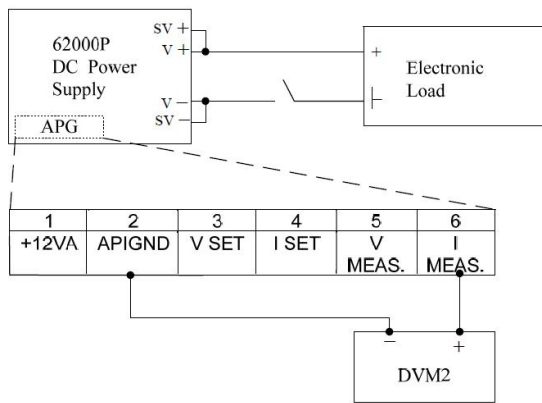 62000P
DC Power
Supply
SV +
V +
V −
SV −
APG
+
Electronic
Load
1 2 3 4 5 6
+12VA APIGND V SET I SET V MEAS. I MEAS.
− +
DVM2